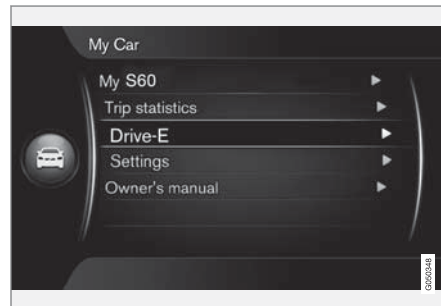 My Car
My S60
Trip statistics
Drive-E
Settings
Owner's manual
G050348